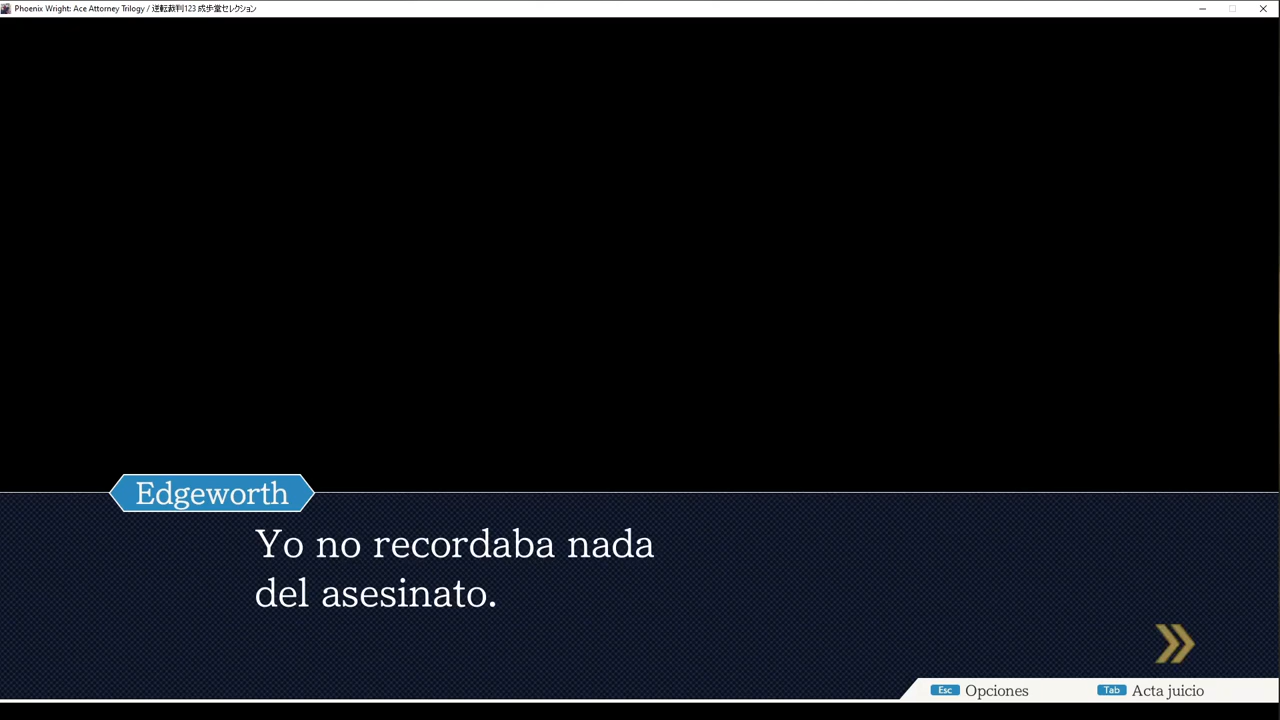 Phoenix Wright: Ace Attorney Trilogy / 逆転裁判123 成歩堂セレクション
Edgeworth
Yo no recordaba nada
del asesinato.
Esc Opciones Tab Acta juicio